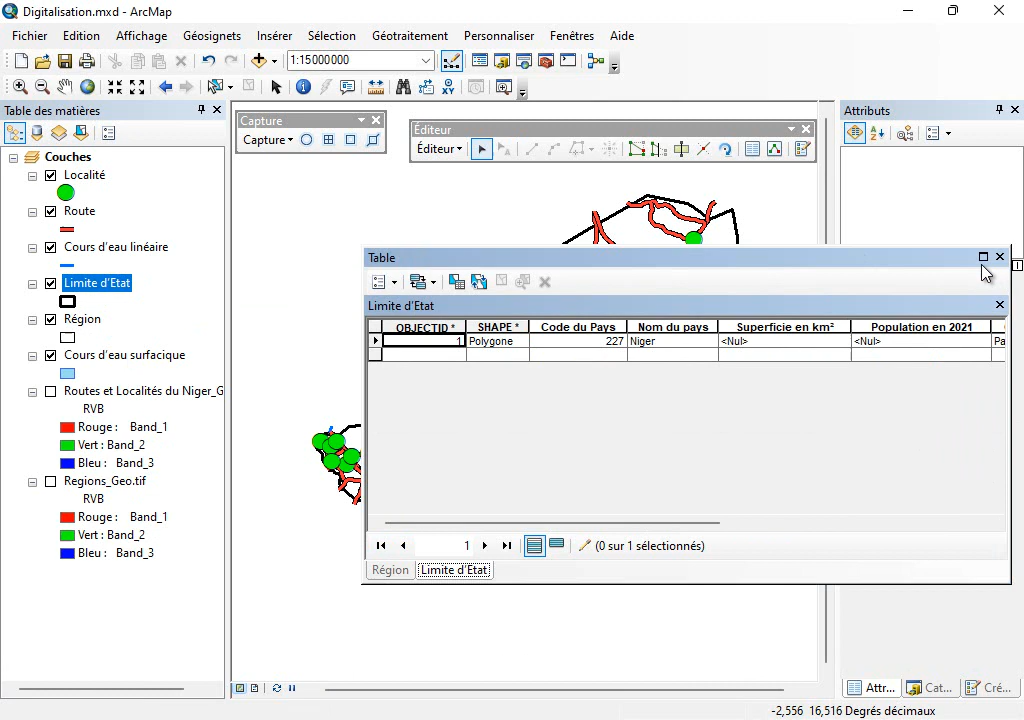 Digitalisation.mxd - ArcMap
Fichier Edition Affichage Géosignets Insérer Sélection Géotraitement Personnaliser Fenêtres Aide
1:15000000
Table des matières
Capture
Capture
Éditeur
Éditeur
Attributs
Couches
Localité
Route
Cours d'eau linéaire
Limite d'Etat
Région
Cours d'eau surfacique
Routes et Localités du Niger_G
RVB
Rouge : Band_1
Vert : Band_2
Bleu : Band_3
Regions_Geo.tif
RVB
Rouge : Band_1
Vert : Band_2
Bleu : Band_3
Table
Limite d'Etat
OBJECTID * SHAPE * Code du Pays Nom du pays Superficie en km² Population en 2021
1 Polygone 227 Niger <Nul> <Nul> Pa
1 (0 sur 1 sélectionnés)
Région Limite d'Etat
Attr... Cat... Cré...
-2,556 16,516 Degrés décimaux